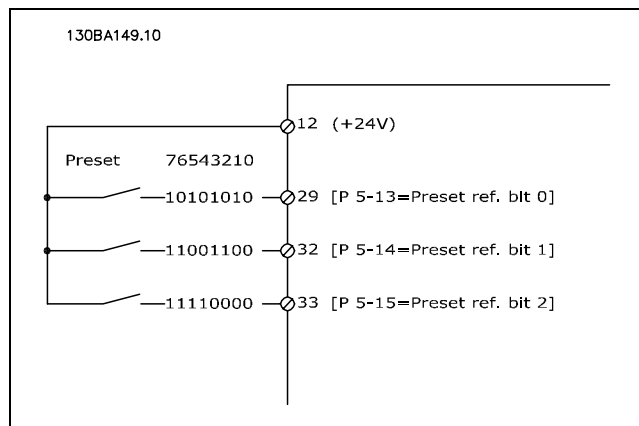 130BA149.10
12 (+24V)
Preset 76543210
10101010 29 [P 5-13=Preset ref. blt 0]
11001100 32 [P 5-14=Preset ref. bit 1]
11110000 33 [P 5-15=Preset ref. bit 2]